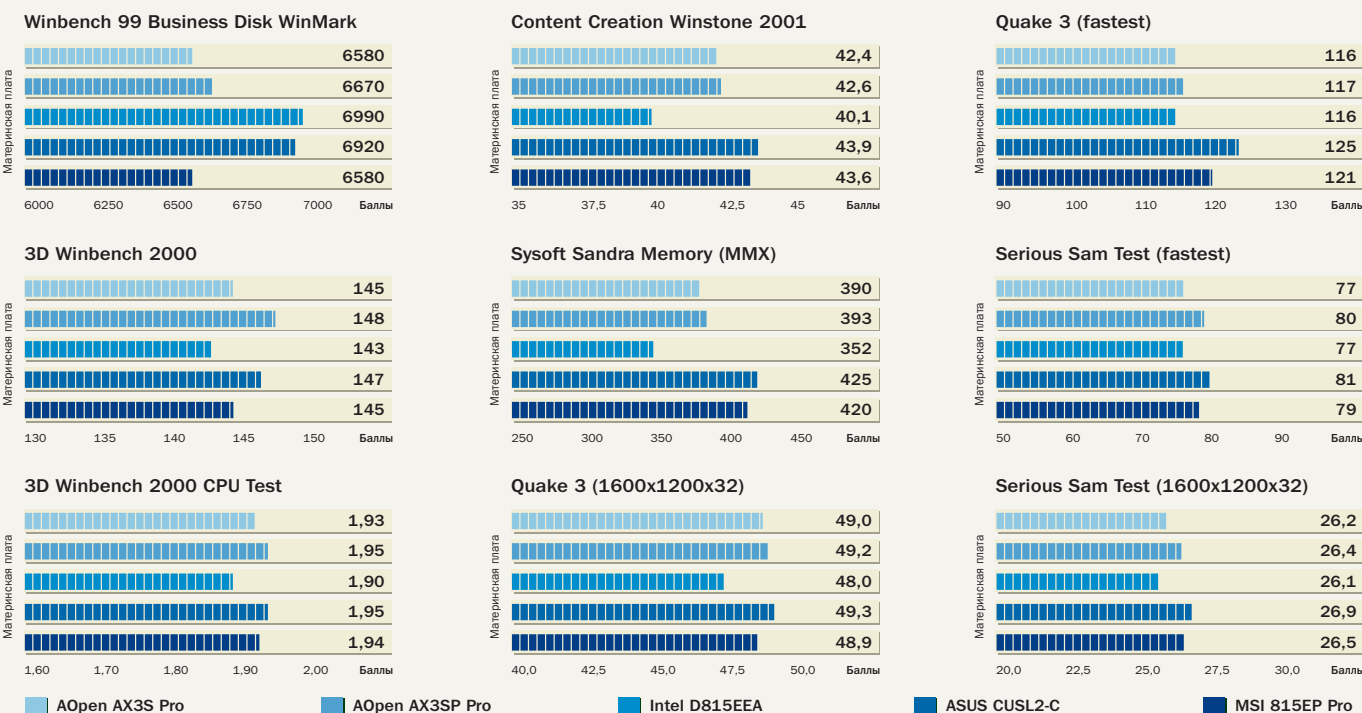 Winbench 99 Business Disk WinMark
Материнская плата
6580
6670
6990
6920
6580
6000 6250 6500 6750 7000 Баллы
Content Creation Winstone 2001
Материнская плата
42,4
42,6
40,1
43,9
43,6
35 37,5 40 42,5 45 Баллы
Quake 3 (fastest)
Материнская плата
116
117
116
125
121
90 100 110 120 130 Баллы
3D Winbench 2000
Материнская плата
145
148
143
147
145
130 135 140 145 150 Баллы
Sysoft Sandra Memory (MMX)
Материнская плата
390
393
352
425
420
250 300 350 400 450 Баллы
Serious Sam Test (fastest)
Материнская плата
77
80
77
81
79
50 60 70 80 90 Баллы
3D Winbench 2000 CPU Test
Материнская плата
1,93
1,95
1,90
1,95
1,94
1,60 1,70 1,80 1,90 2,00 Баллы
Quake 3 (1600x1200x32)
Материнская плата
49,0
49,2
48,0
49,3
48,9
40,0 42,5 45,0 47,5 50,0 Баллы
Serious Sam Test (1600x1200x32)
Материнская плата
26,2
26,4
26,1
26,9
26,5
20,0 22,5 25,0 27,5 30,0 Баллы
AOpen AX3S Pro AOpen AX3SP Pro Intel D815EEA ASUS CUSL2-C MSI 815EP Pro